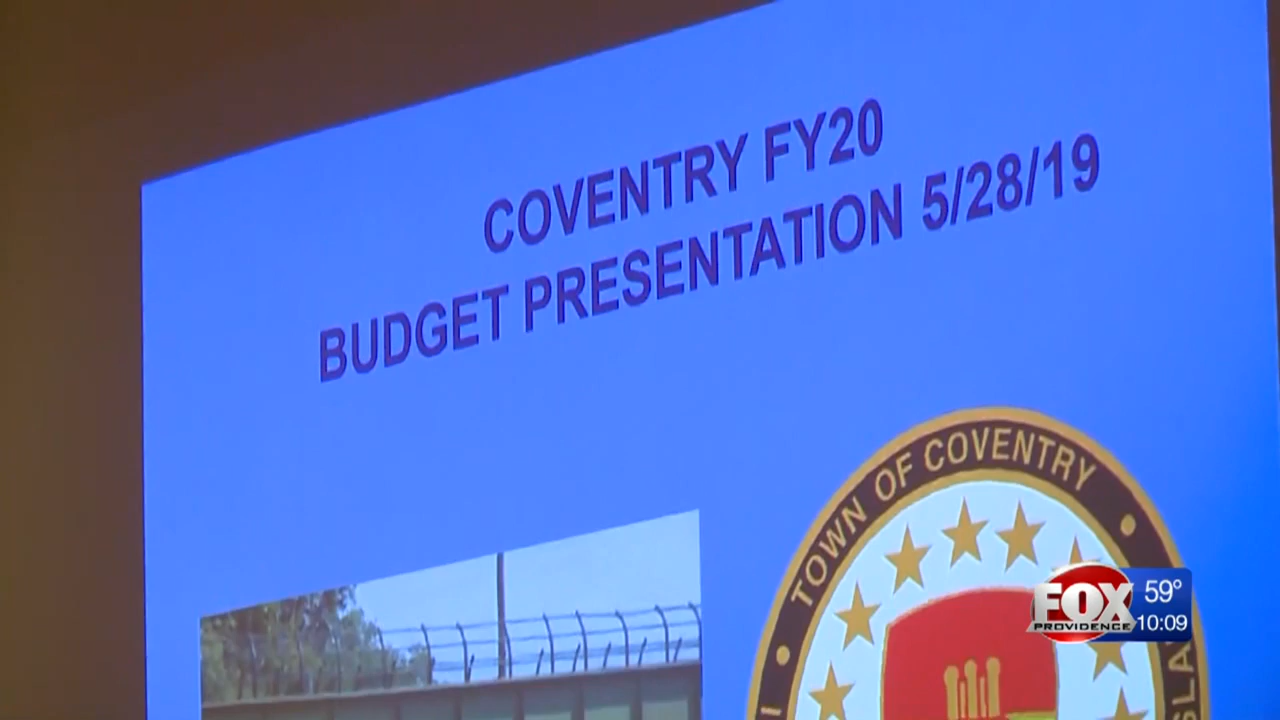 COVENTRY FY20
BUDGET PRESENTATION 5/28/19
TOWN OF COVENTRY
FOX 59°
PROVIDENCE 10:09